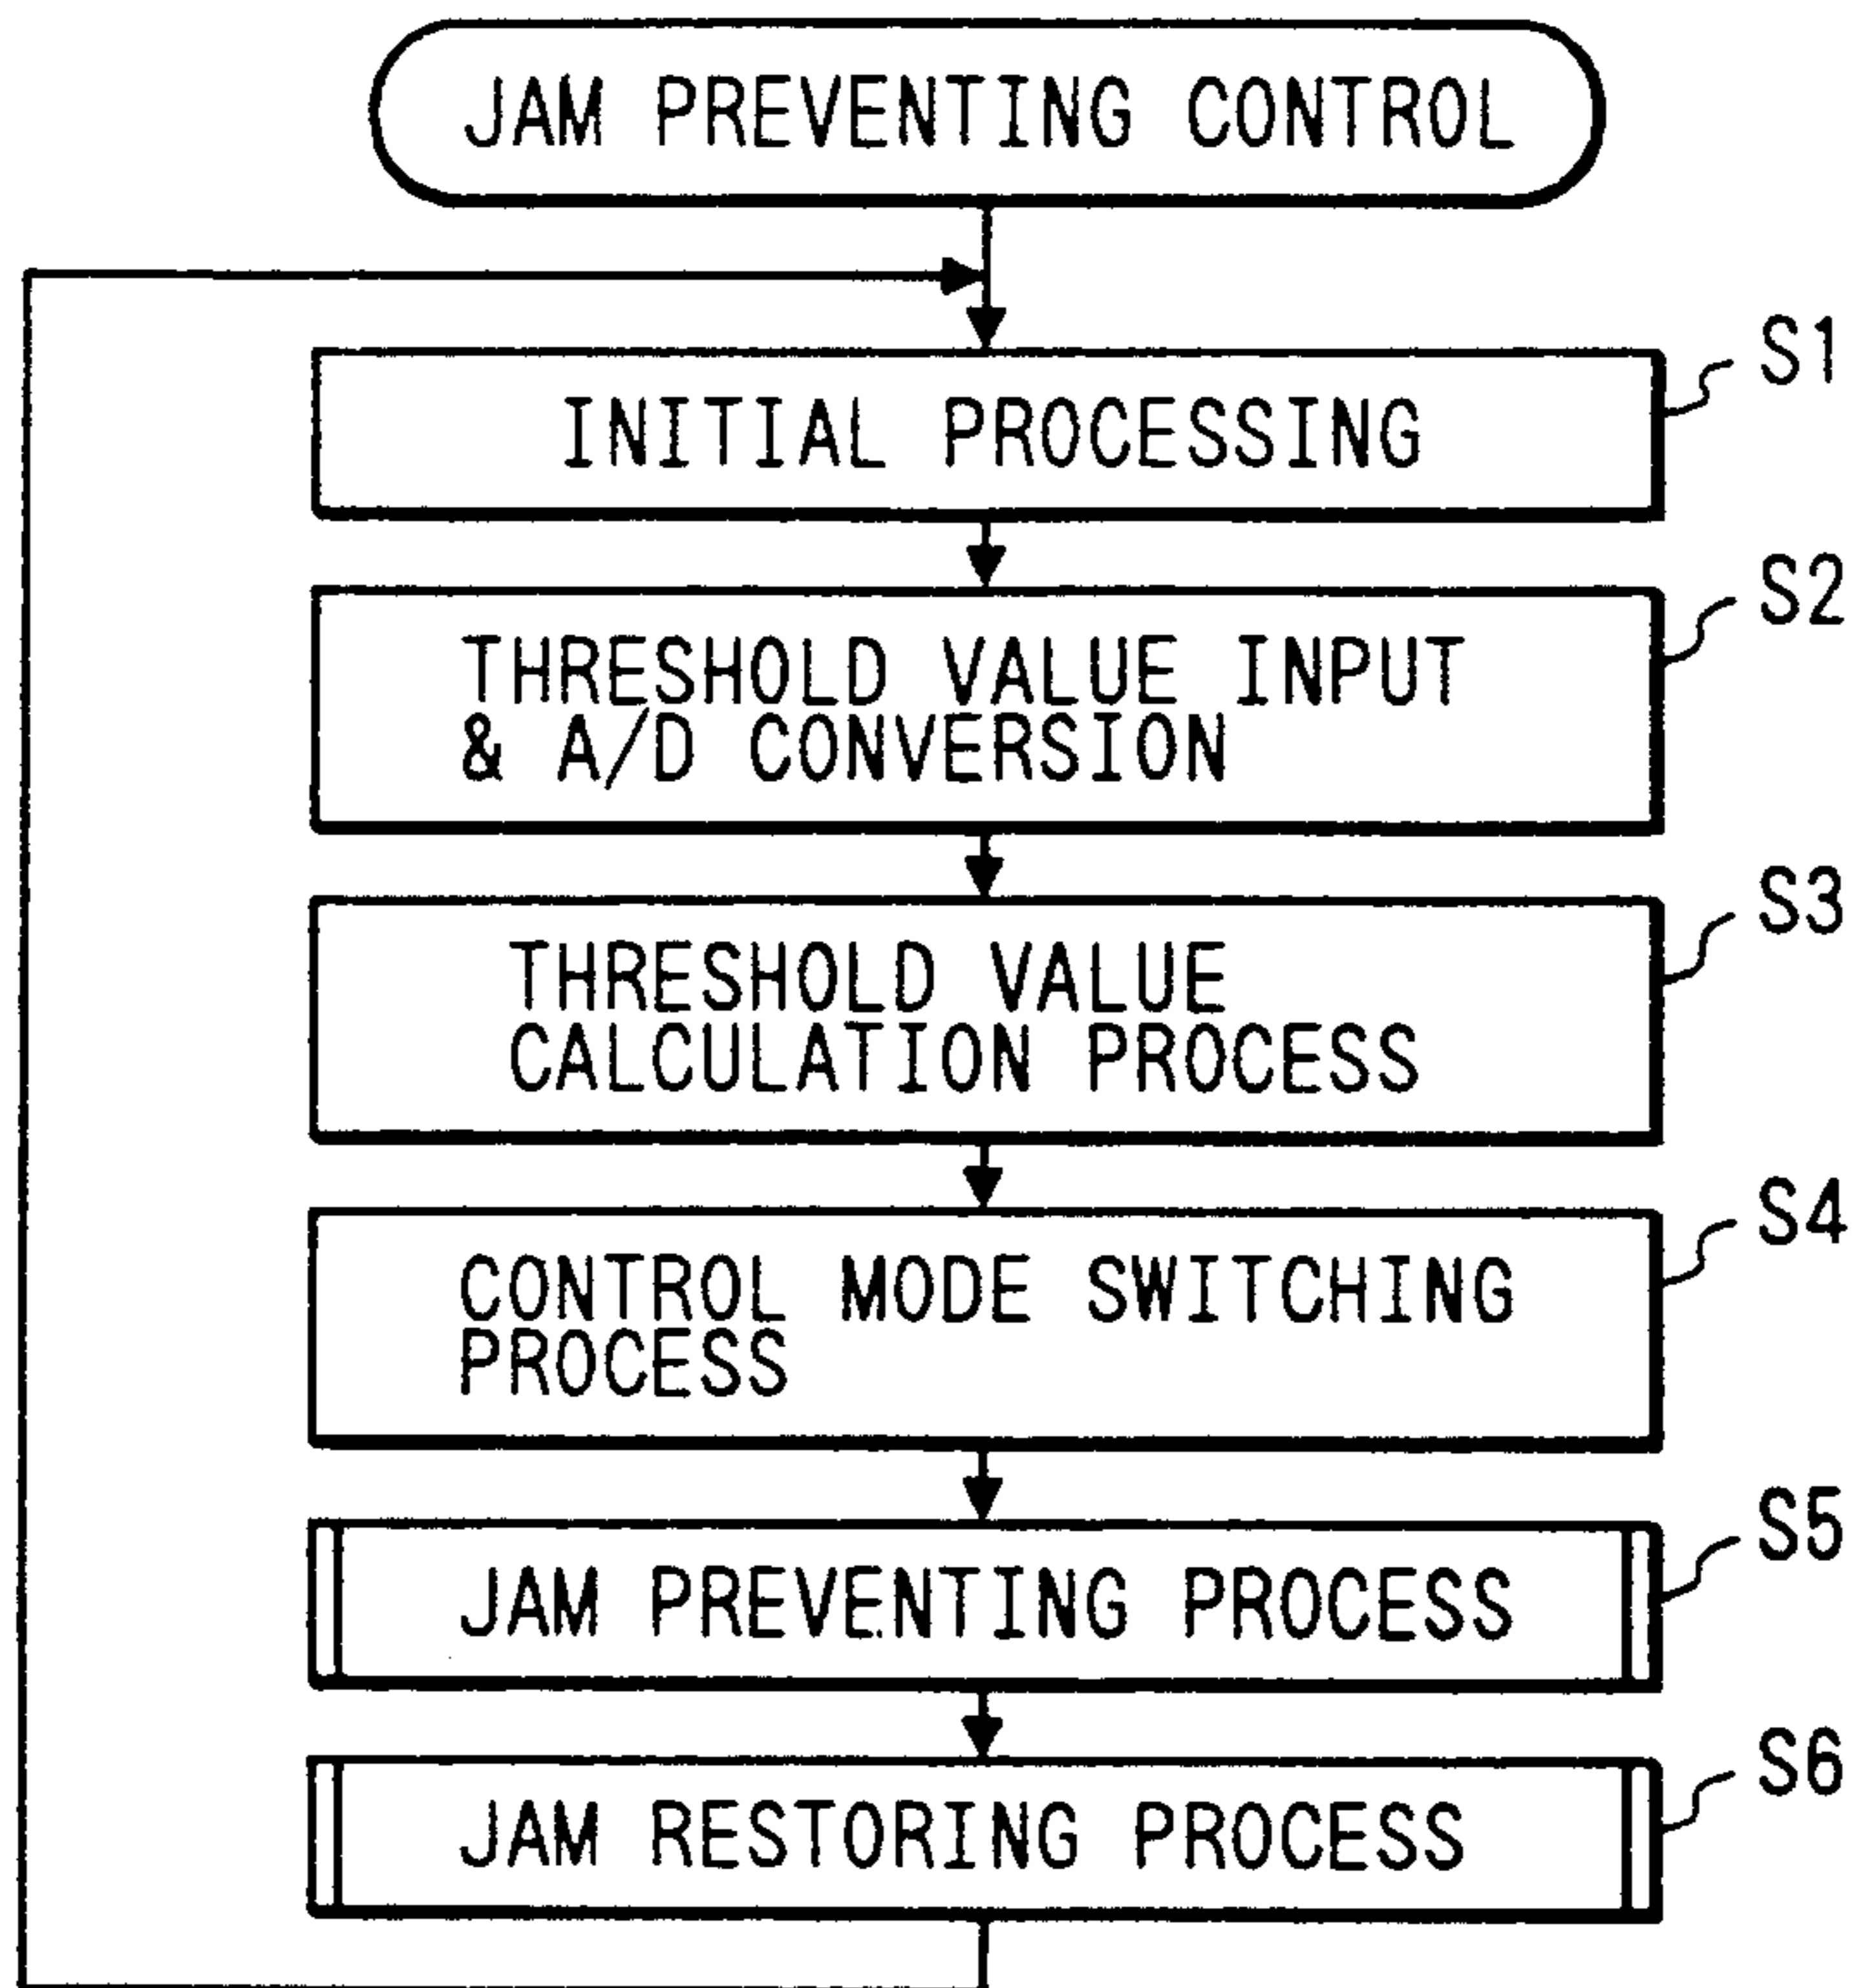 JAM PREVENTING CONTROL
S1
INITIAL PROCESSING
S2
THRESHOLD VALUE INPUT
& A/D CONVERSION
S3
THRESHOLD VALUE
CALCULATION PROCESS
S4
CONTROL MODE SWITCHING
PROCESS
S5
JAM PREVENTING PROCESS
S6
JAM RESTORING PROCESS